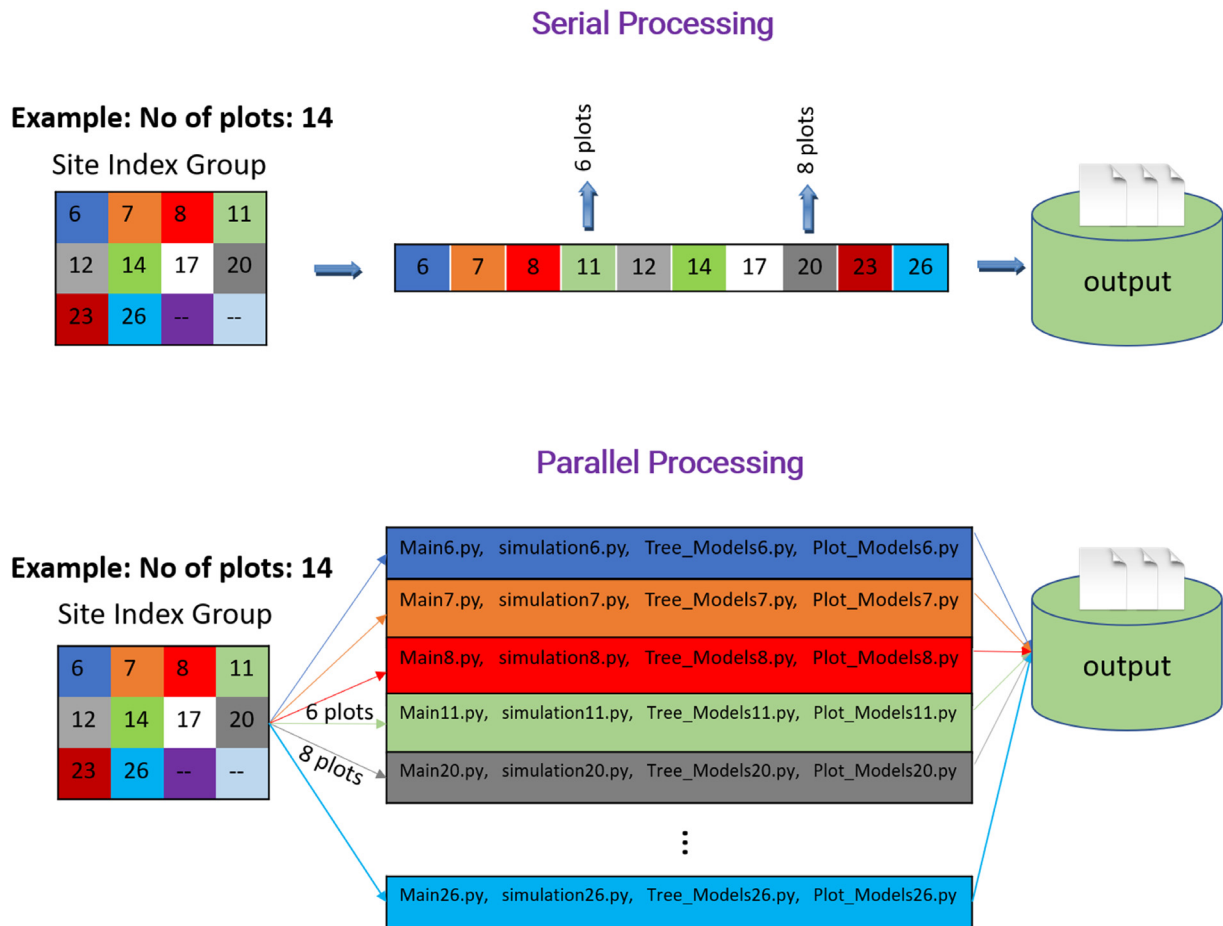 Serial Processing
Example: No of plots: 14
Site Index Group
6 7 8 11
12 14 17 20
23 26 -- --
6 plots
8 plots
6 7 8 11 12 14 17 20 23 26
output
Parallel Processing
Example: No of plots: 14
Site Index Group
6 7 8 11
12 14 17 20
23 26 -- --
6 plots
8 plots
Main6.py, simulation6.py, Tree_Models6.py, Plot_Models6.py
Main7.py, simulation7.py, Tree_Models7.py, Plot_Models7.py
Main8.py, simulation8.py, Tree_Models8.py, Plot_Models8.py
Main11.py, simulation11.py, Tree_Models11.py, Plot_Models11.py
Main20.py, simulation20.py, Tree_Models20.py, Plot_Models20.py
⋮
Main26.py, simulation26.py, Tree_Models26.py, Plot_Models26.py
output